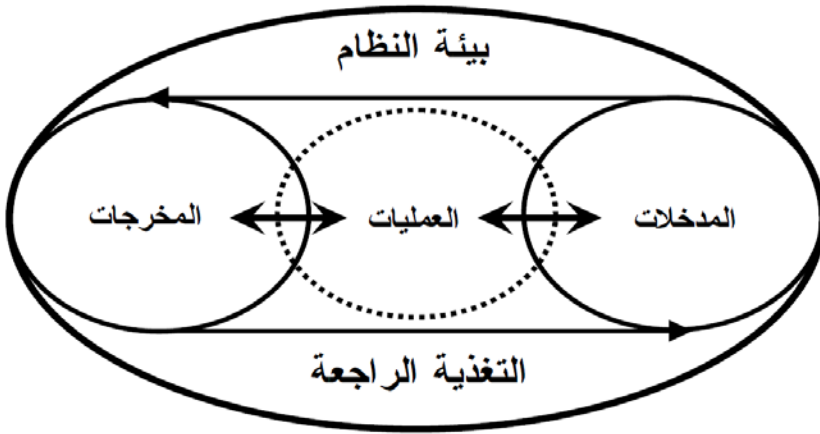 بيئة النظام
المدخلات
العمليات
المخرجات
التغذية الراجعة